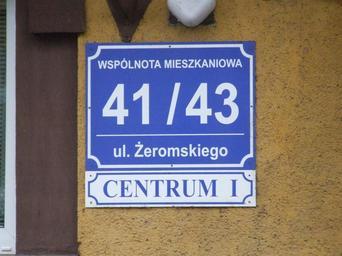 WSPÓLNOTA MIESZKANIOWA
41/43
ul. Żeromskiego
CENTRUM I